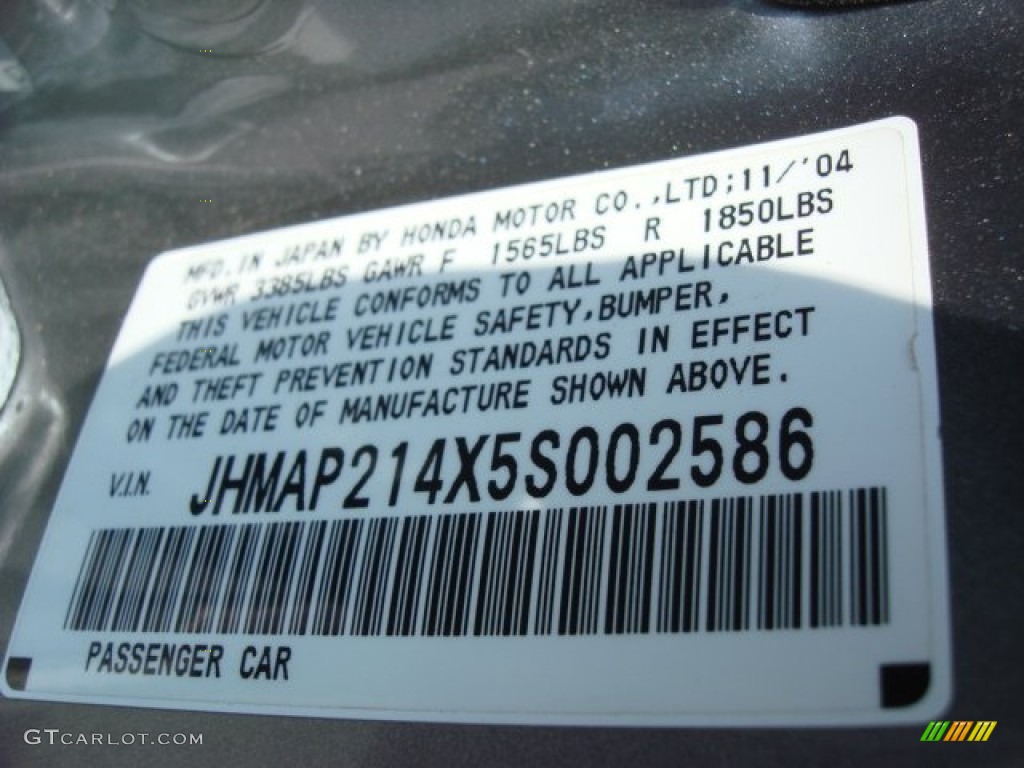 MFD. IN JAPAN BY HONDA MOTOR CO.,LTD;11/'04
GVWR 3385LBS GAWR F 1565LBS R 1850LBS
THIS VEHICLE CONFORMS TO ALL APPLICABLE
FEDERAL MOTOR VEHICLE SAFETY,BUMPER,
AND THEFT PREVENTION STANDARDS IN EFFECT
ON THE DATE OF MANUFACTURE SHOWN ABOVE.
V.I.N. JHMAP214X5S002586
PASSENGER CAR
GTCARLOT.COM